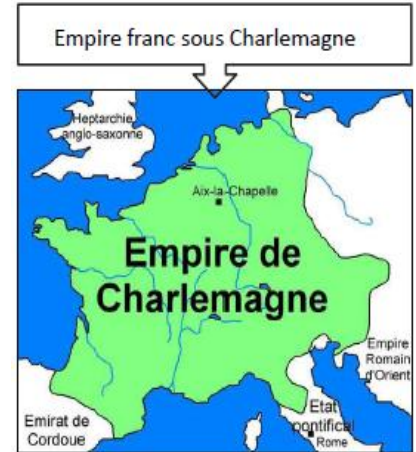 Empire franc sous Charlemagne
Heptarchie
anglo-saxonne
Aix-la-Chapelle
Empire de
Charlemagne
Empire
Romain
d'Orient
Emirat de
Cordoue
Etat
pontifical
Rome